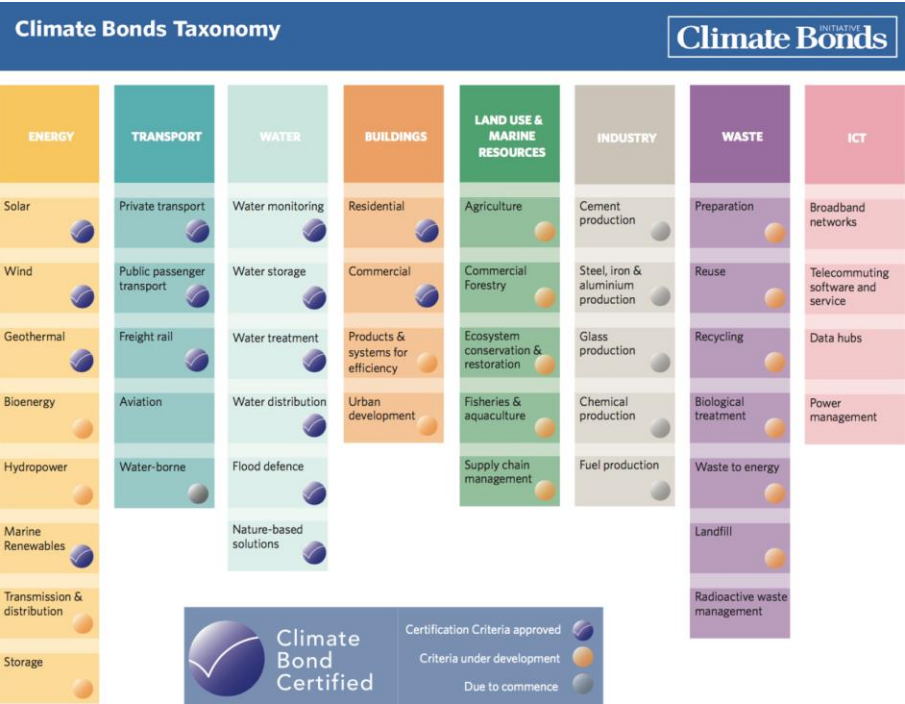 Climate Bonds Taxonomy
INITIATIVE
Climate Bonds
ENERGY
Solar
Wind
Geothermal
Bioenergy
Hydropower
Marine
Renewables
Transmission &
distribution
Storage
TRANSPORT
Private transport
Public passenger
transport
Freight rail
Aviation
Water-borne
WATER
Water monitoring
Water storage
Water treatment
Water distribution
Flood defence
Nature-based
solutions
BUILDINGS
Residential
Commercial
Products &
systems for
efficiency
Urban
development
LAND USE &
MARINE
RESOURCES
Agriculture
Commercial
Forestry
Ecosystem
conservation &
restoration
Fisheries &
aquaculture
Supply chain
management
INDUSTRY
Cement
production
Steel, iron &
aluminium
production
Glass
production
Chemical
production
Fuel production
WASTE
Preparation
Reuse
Recycling
Biological
treatment
Waste to energy
Landfill
Radioactive waste
management
ICT
Broadband
networks
Telecommuting
software and
service
Data hubs
Power
management
Climate
Bond
Certified
Certification Criteria approved
Criteria under development
Due to commence